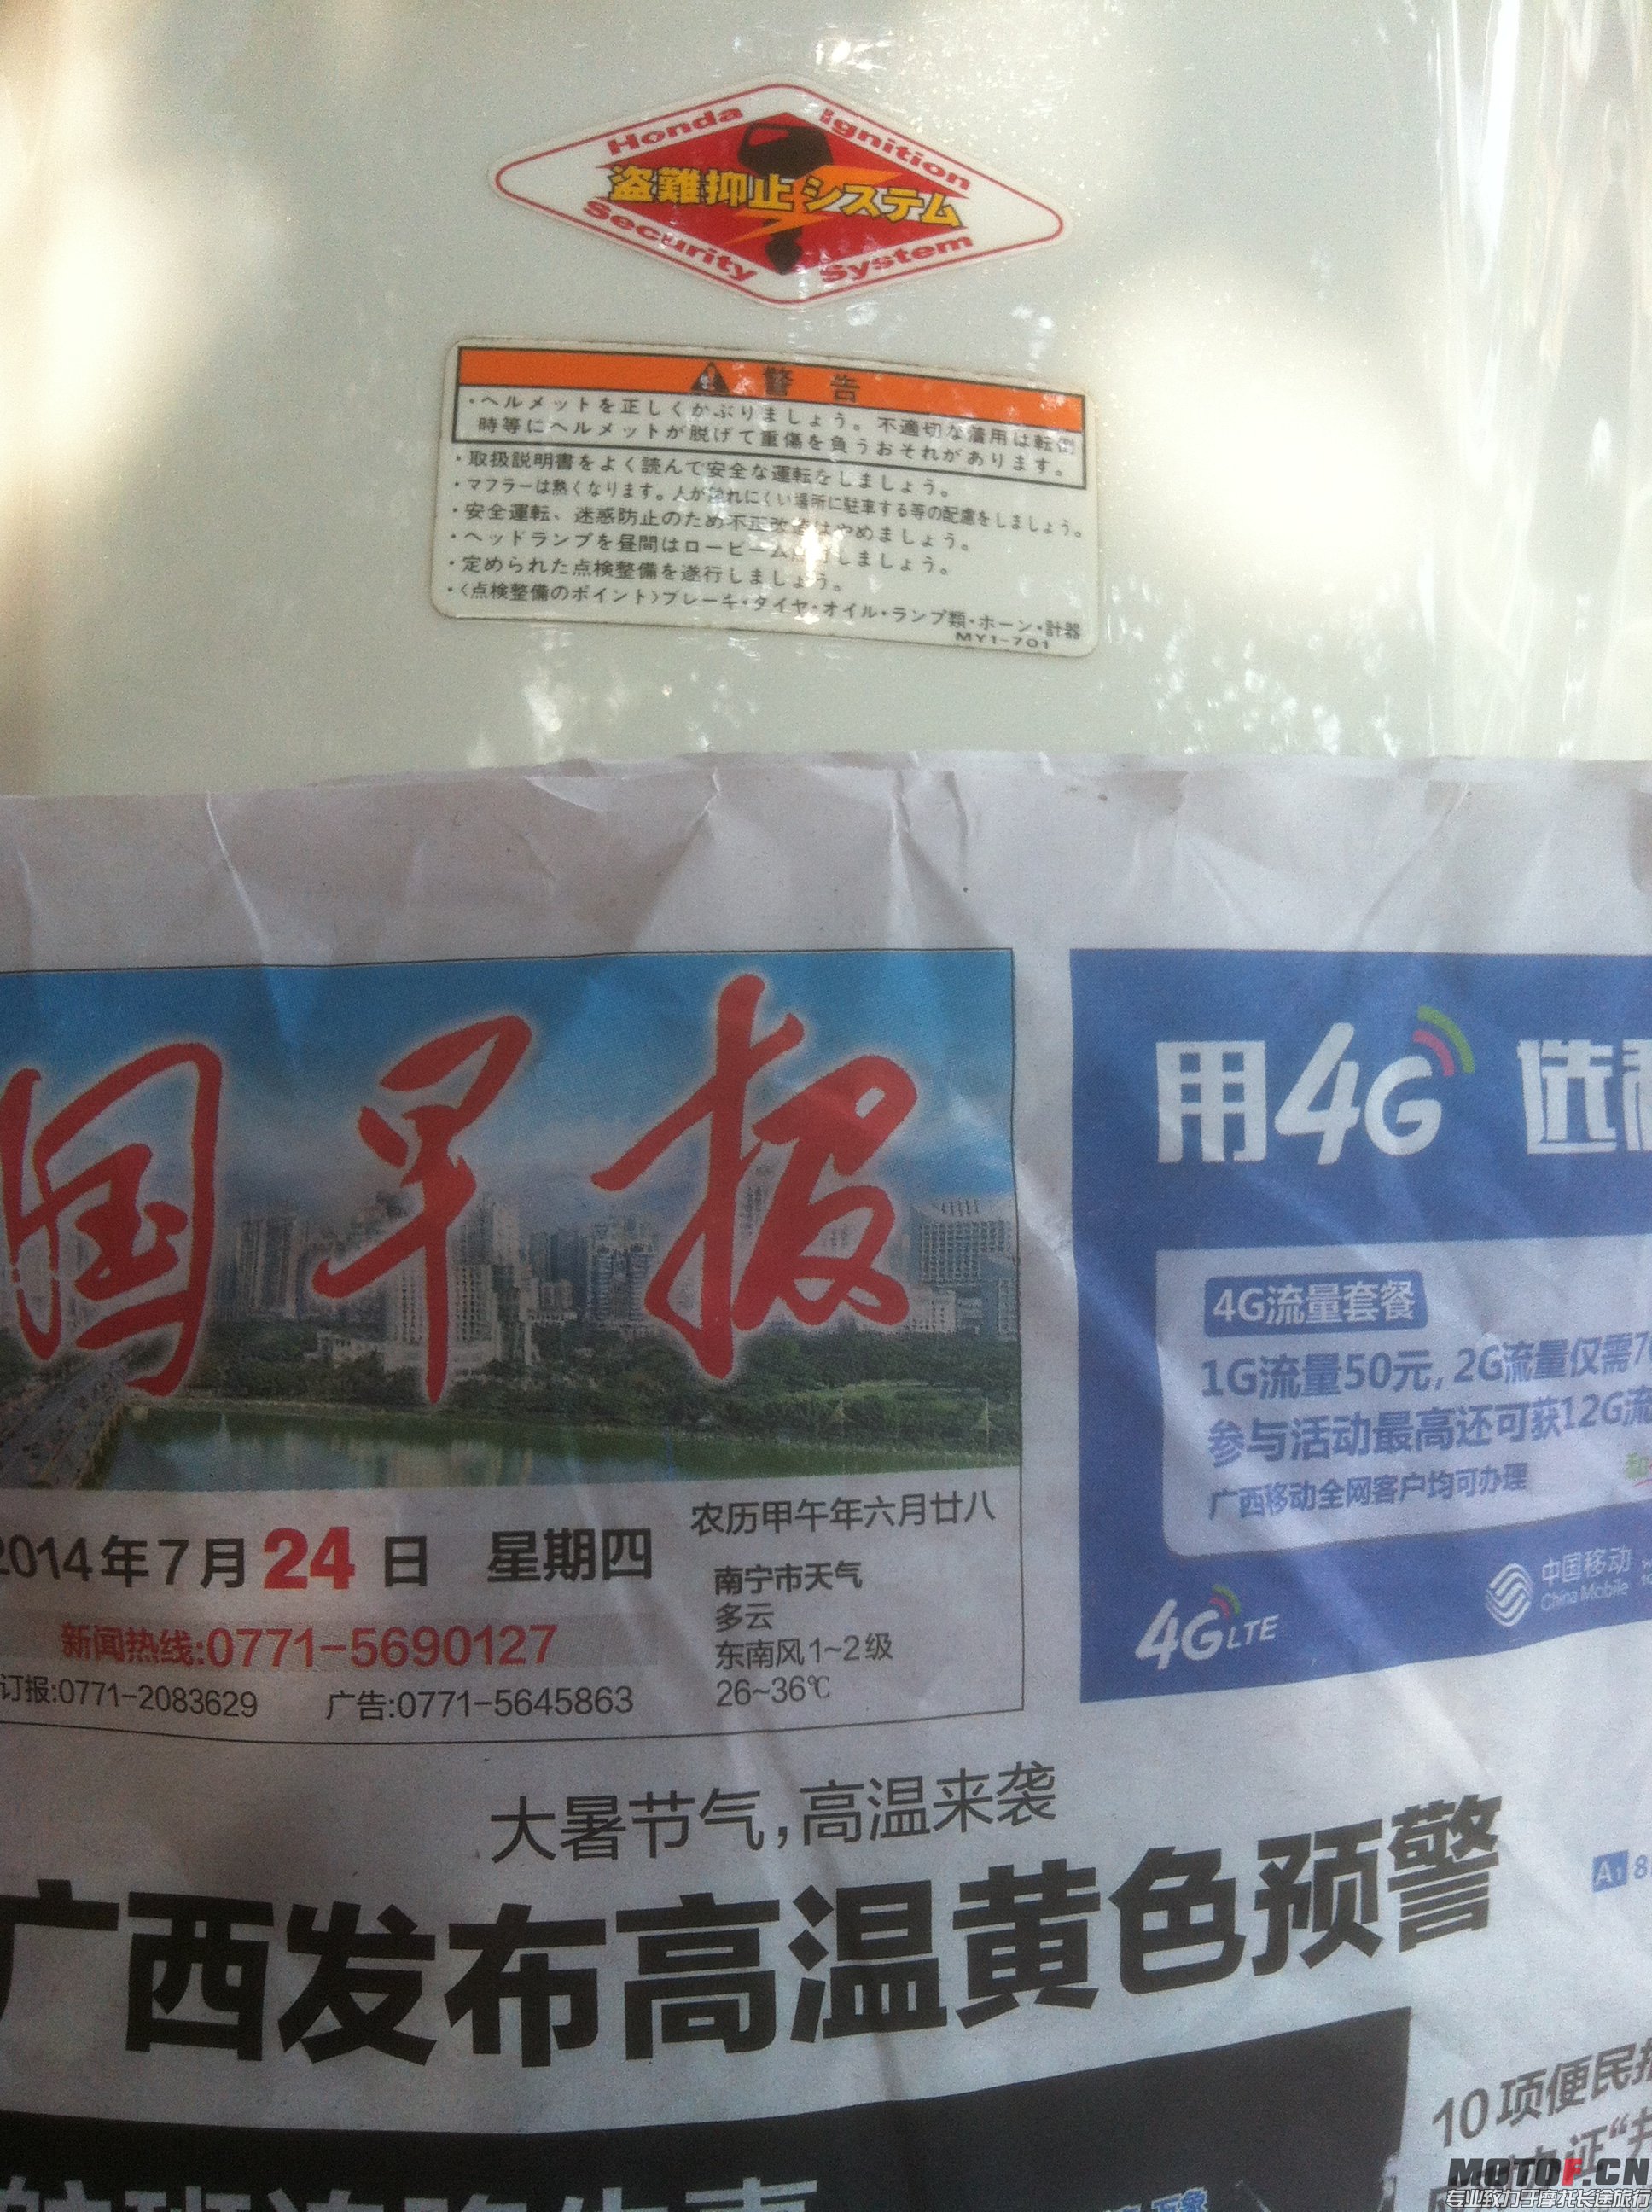 Honda Ignition
盗難抑止システム
Security System
警告
・ヘルメットを正しくかぶりましょう。不適切な着用は転倒
時等にヘルメットが脱げて重傷を負うおそれがあります。
・取扱説明書をよく読んで安全な運転をしましょう。
・マフラーは熱くなります。人が触れにくい場所に駐車する等の配慮をしましょう。
・安全運転、迷惑防止のため不正改造はやめましょう。
・ヘッドランプを昼間はロービーム点灯しましょう。
・定められた点検整備を遂行しましょう。
・〈点検整備のポイント〉ブレーキ・タイヤ・オイル・ランプ類・ホーン・計器
MY1-701
国早报
2014年7月24日 星期四
农历甲午年六月廿八
南宁市天气
多云
东南风1~2级
26~36℃
新闻热线:0771-5690127
订报:0771-2083629 广告:0771-5645863
用4G 选
4G流量套餐
1G流量50元,2G流量仅需7
参与活动最高还可获12G流
广西移动全网客户均可办理
4G LTE
中国移动
China Mobile
大暑节气,高温来袭
广西发布高温黄色预警
A1 8
10项便民
MOTOF.CN
专业致力于摩托长途旅行